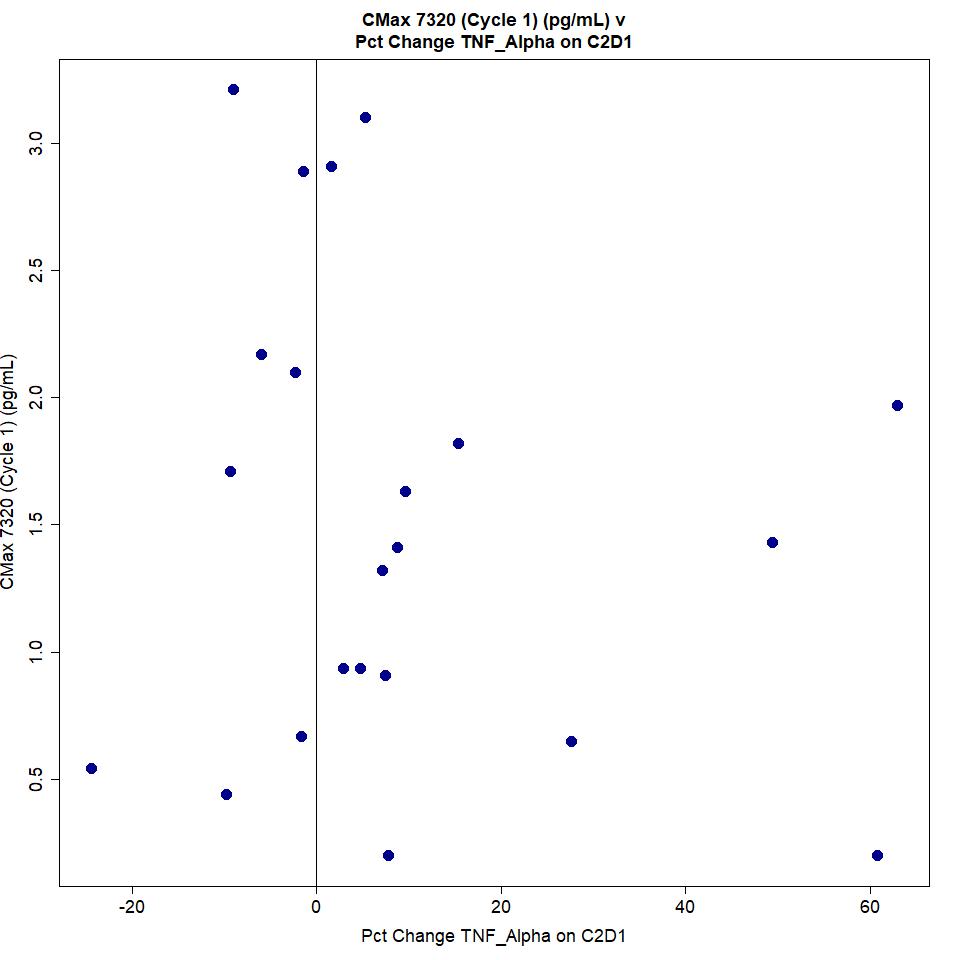 CMax 7320 (Cycle 1) (pg/mL) v
Pct Change TNF_Alpha on C2D1
CMax 7320 (Cycle 1) (pg/mL)
3.0
2.5
2.0
1.5
1.0
0.5
-20 0 20 40 60
Pct Change TNF_Alpha on C2D1